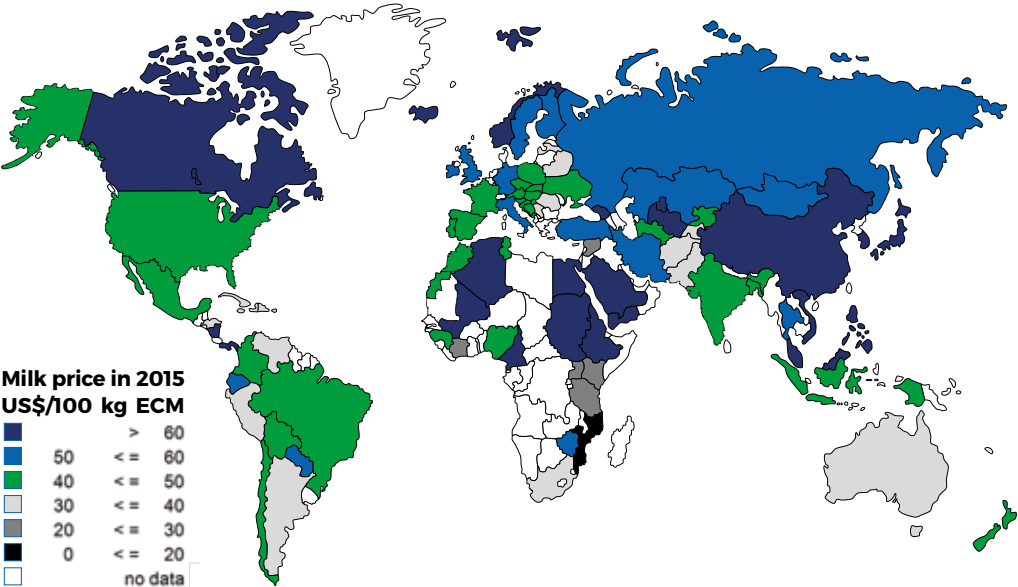 Milk price in 2015
US$/100 kg ECM
> 60
50 <= 60
40 <= 50
30 <= 40
20 <= 30
0 <= 20
no data